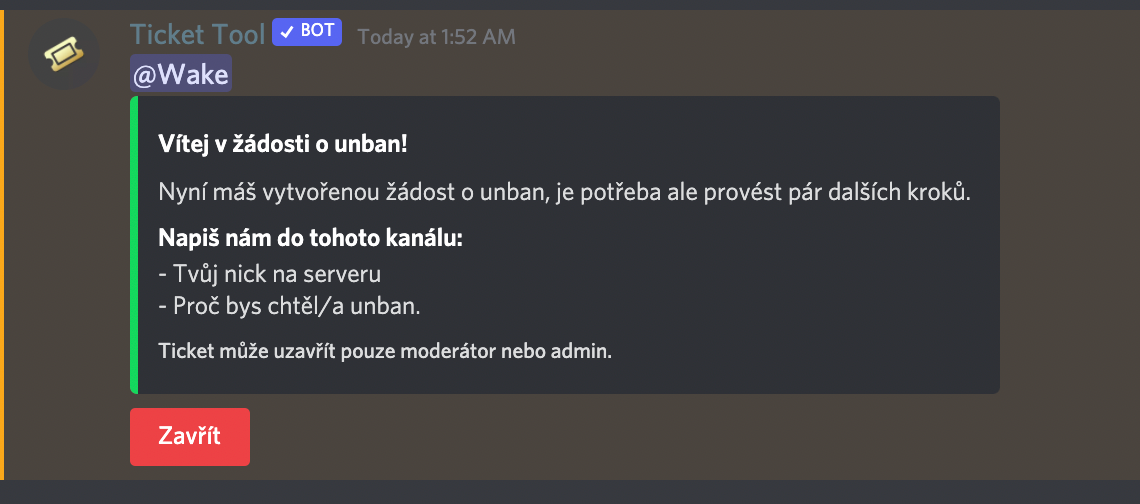 Ticket Tool ✓ BOT Today at 1:52 AM
@Wake
Vítej v žádosti o unban!
Nyní máš vytvořenou žádost o unban, je potřeba ale provést pár dalších kroků.
Napiš nám do tohoto kanálu:
- Tvůj nick na serveru
- Proč bys chtěl/a unban.
Ticket může uzavřít pouze moderátor nebo admin.
Zavřít